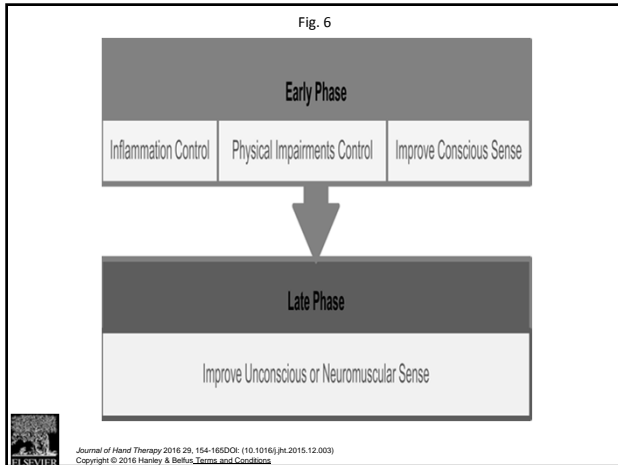 Fig. 6
Early Phase
Inflammation Control Physical Impairments Control Improve Conscious Sense
Late Phase
Improve Unconscious or Neuromuscular Sense
ELSEVIER
Journal of Hand Therapy 2016 29, 154-165DOI: (10.1016/j.jht.2015.12.003)
Copyright © 2016 Hanley & Belfus Terms and Conditions